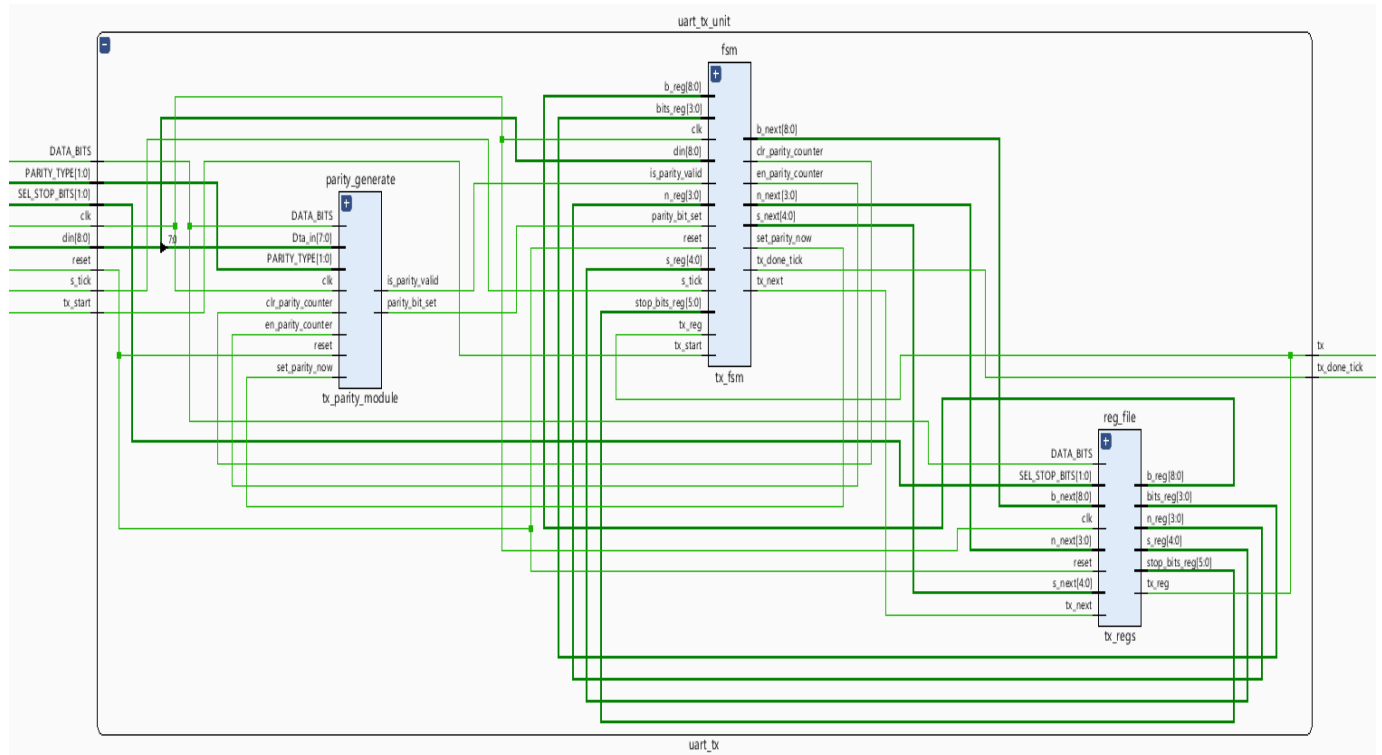 uart_tx_unit
fsm
b_reg[8:0]
bits_reg[3:0]
clk
din[8:0]
is_parity_valid
n_reg[3:0]
parity_bit_set
reset
s_reg[4:0]
s_tick
stop_bits_reg[5:0]
tx_reg
tx_start
b_next[8:0]
clr_parity_counter
en_parity_counter
n_next[3:0]
s_next[4:0]
set_parity_now
tx_done_tick
tx_next
tx_fsm
DATA_BITS
PARITY_TYPE[1:0]
SEL_STOP_BITS[1:0]
clk
din[8:0]
reset
s_tick
tx_start
7:0
parity_generate
DATA_BITS
Dta_in[7:0]
PARITY_TYPE[1:0]
clk
clr_parity_counter
en_parity_counter
reset
set_parity_now
is_parity_valid
parity_bit_set
tx_parity_module
tx
tx_done_tick
reg_file
DATA_BITS
SEL_STOP_BITS[1:0]
b_next[8:0]
clk
n_next[3:0]
reset
s_next[4:0]
tx_next
b_reg[8:0]
bits_reg[3:0]
n_reg[3:0]
s_reg[4:0]
stop_bits_reg[5:0]
tx_reg
tx_regs
uart_tx